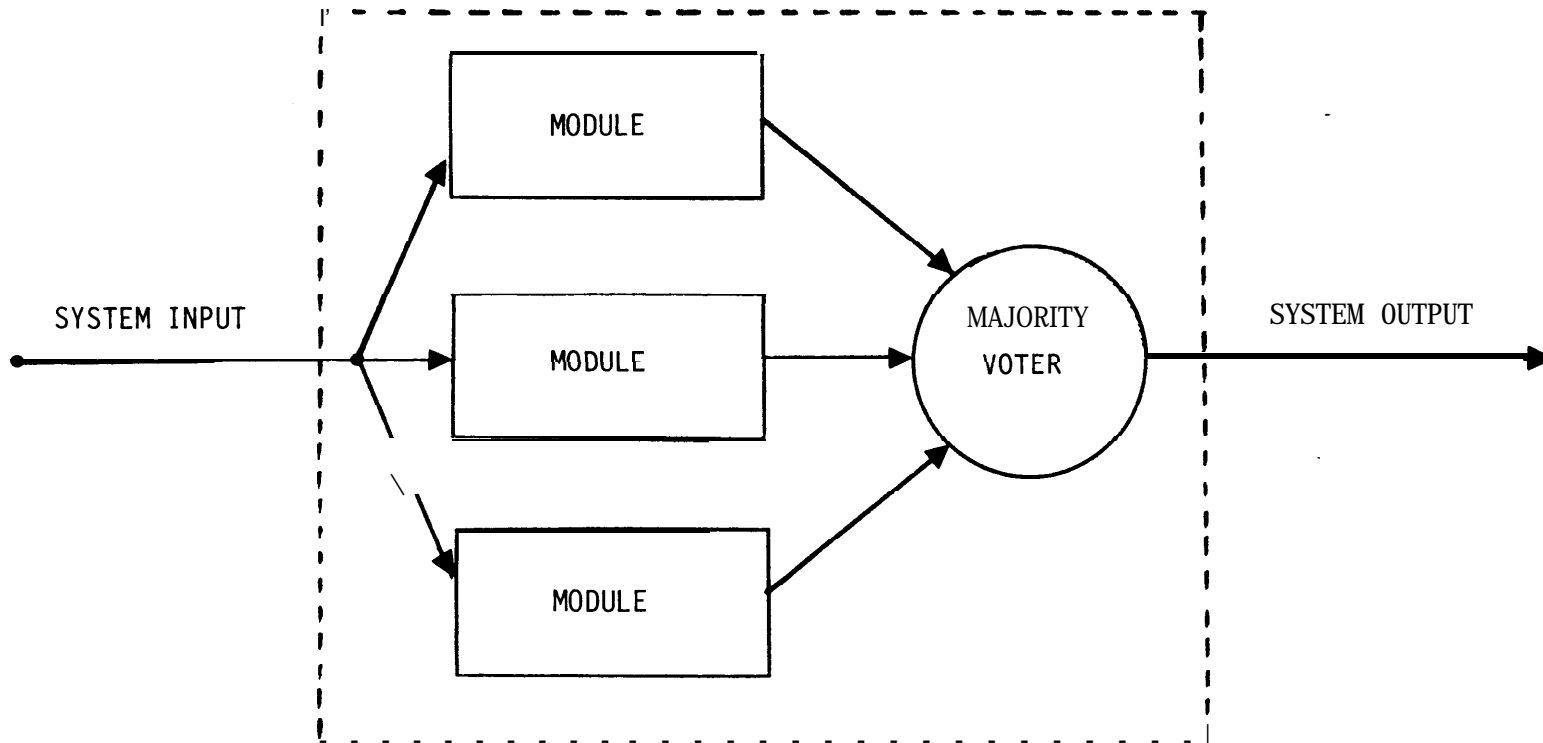 MODULE
SYSTEM INPUT
MODULE
MAJORITY
VOTER
SYSTEM OUTPUT
MODULE